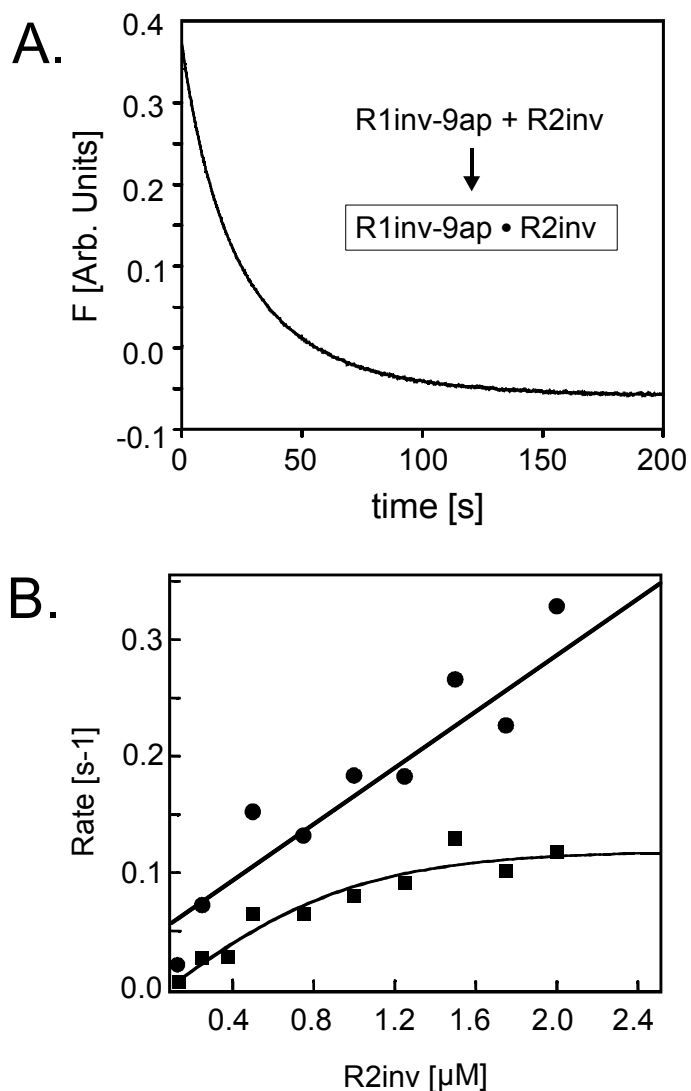 A.
0.4
0.3
0.2
0.1
0.0
-0.1
F [Arb. Units]
R1inv-9ap + R2inv
R1inv-9ap • R2inv
0
50
100
150
200
time [s]
B.
0.3
0.2
0.1
0.0
Rate [s-1]
0.4
0.8
1.2
1.6
2.0
2.4
R2inv [µM]